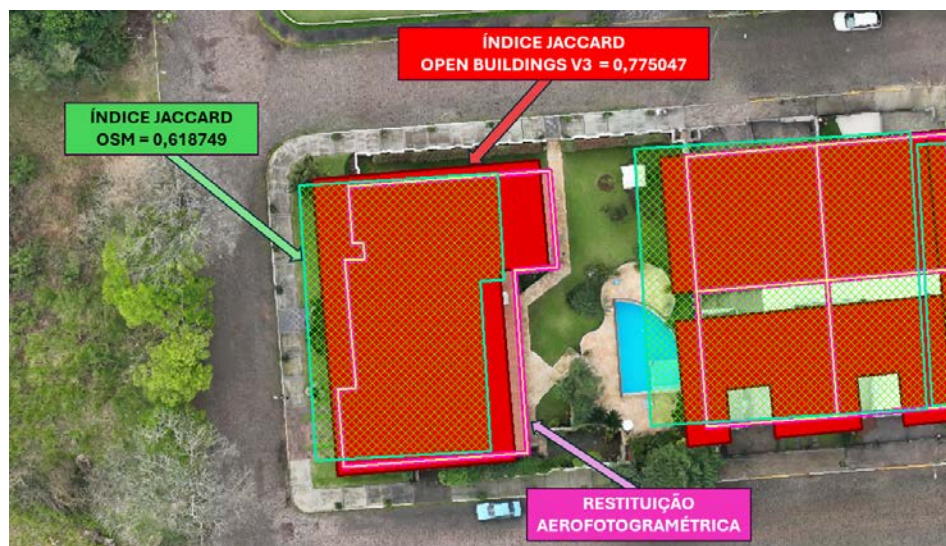 ÍNDICE JACCARD
OPEN BUILDINGS V3 = 0,775047
ÍNDICE JACCARD
OSM = 0,618749
RESTITUIÇÃO
AEROFOTOGRAMÉTRICA